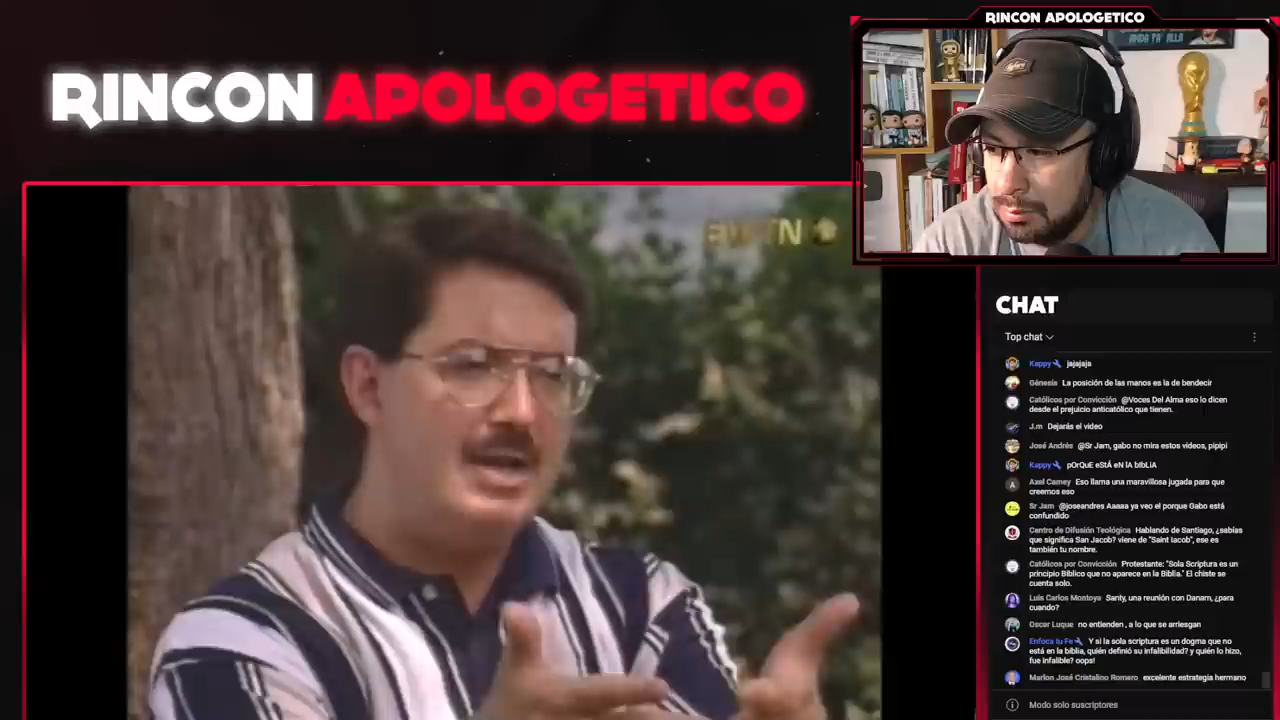 RINCON APOLOGETICO
RINCON APOLOGETICO
EWTN
CHAT
Top chat
Kappy jajajaja
Génesis La posición de las manos es la de bendecir
Católicos por Convicción @Voces Del Alma eso lo dicen
desde el prejuicio anticatólico que tienen.
J.m Dejarás el video
José Andrés @Sr Jam, gabo no mira estos videos, pipipi
Kappy pOrQuE eStÁ eN lA bIbLiA
Axel Camey Eso llama una maravillosa jugada para que
creemos eso
Sr Jam @joseandres Aaaaa ya veo el porque Gabo está
confundido
Centro de Difusión Teológica Hablando de Santiago, ¿sabías
que significa San Jacob? viene de "Saint Iacob", ese es
también tu nombre.
Católicos por Convicción Protestante: "Sola Scriptura es un
principio Bíblico que no aparece en la Biblia." El chiste se
cuenta solo.
Luis Carlos Montoya Santy, una reunión con Danam, ¿para
cuando?
Oscar Luque no entienden , a lo que se arriesgan
Enfoca tu Fe Y si la sola scriptura es un dogma que no
está en la biblia, quién definió su infalibilidad? y quién lo hizo,
fue infalible? oops!
Marlon José Cristalino Romero excelente estrategia hermano
Modo solo suscriptores